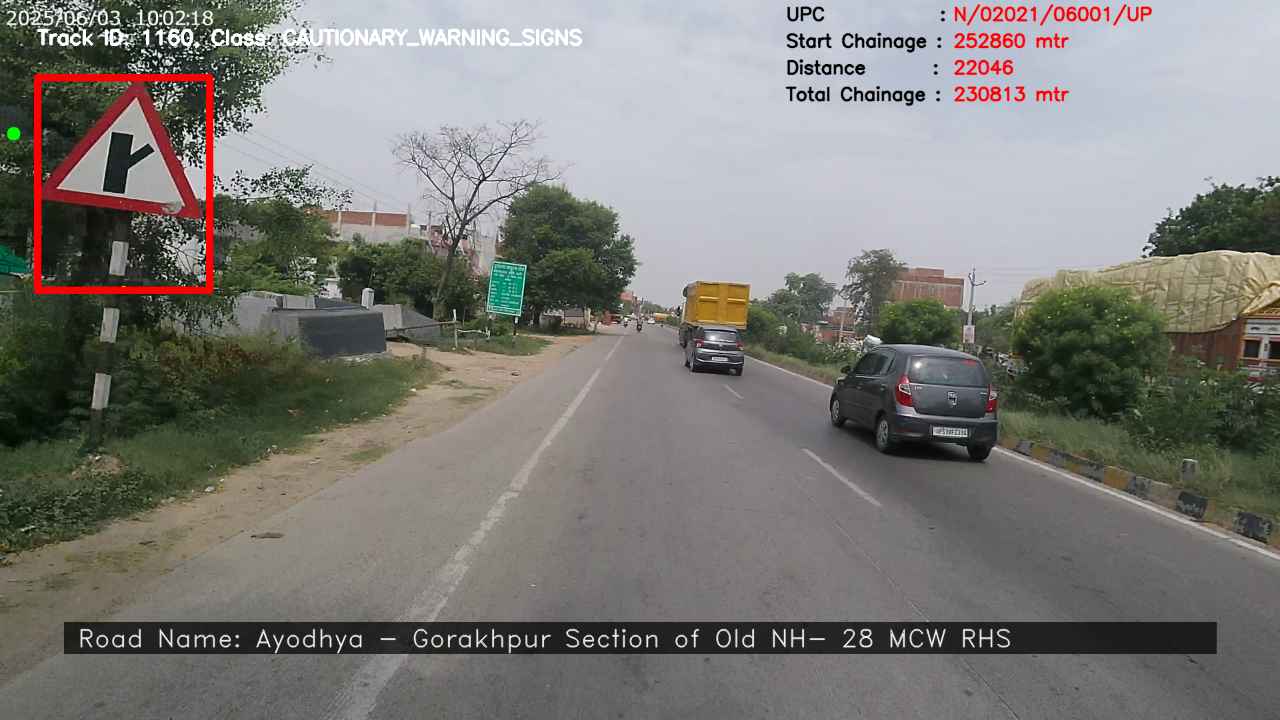 2025/06/03 10:02:18
Track ID: 1160, Class: CAUTIONARY_WARNING_SIGNS
UPC : N/02021/06001/UP
Start Chainage : 252860 mtr
Distance : 22046
Total Chainage : 230813 mtr
Road Name: Ayodhya - Gorakhpur Section of Old NH- 28 MCW RHS